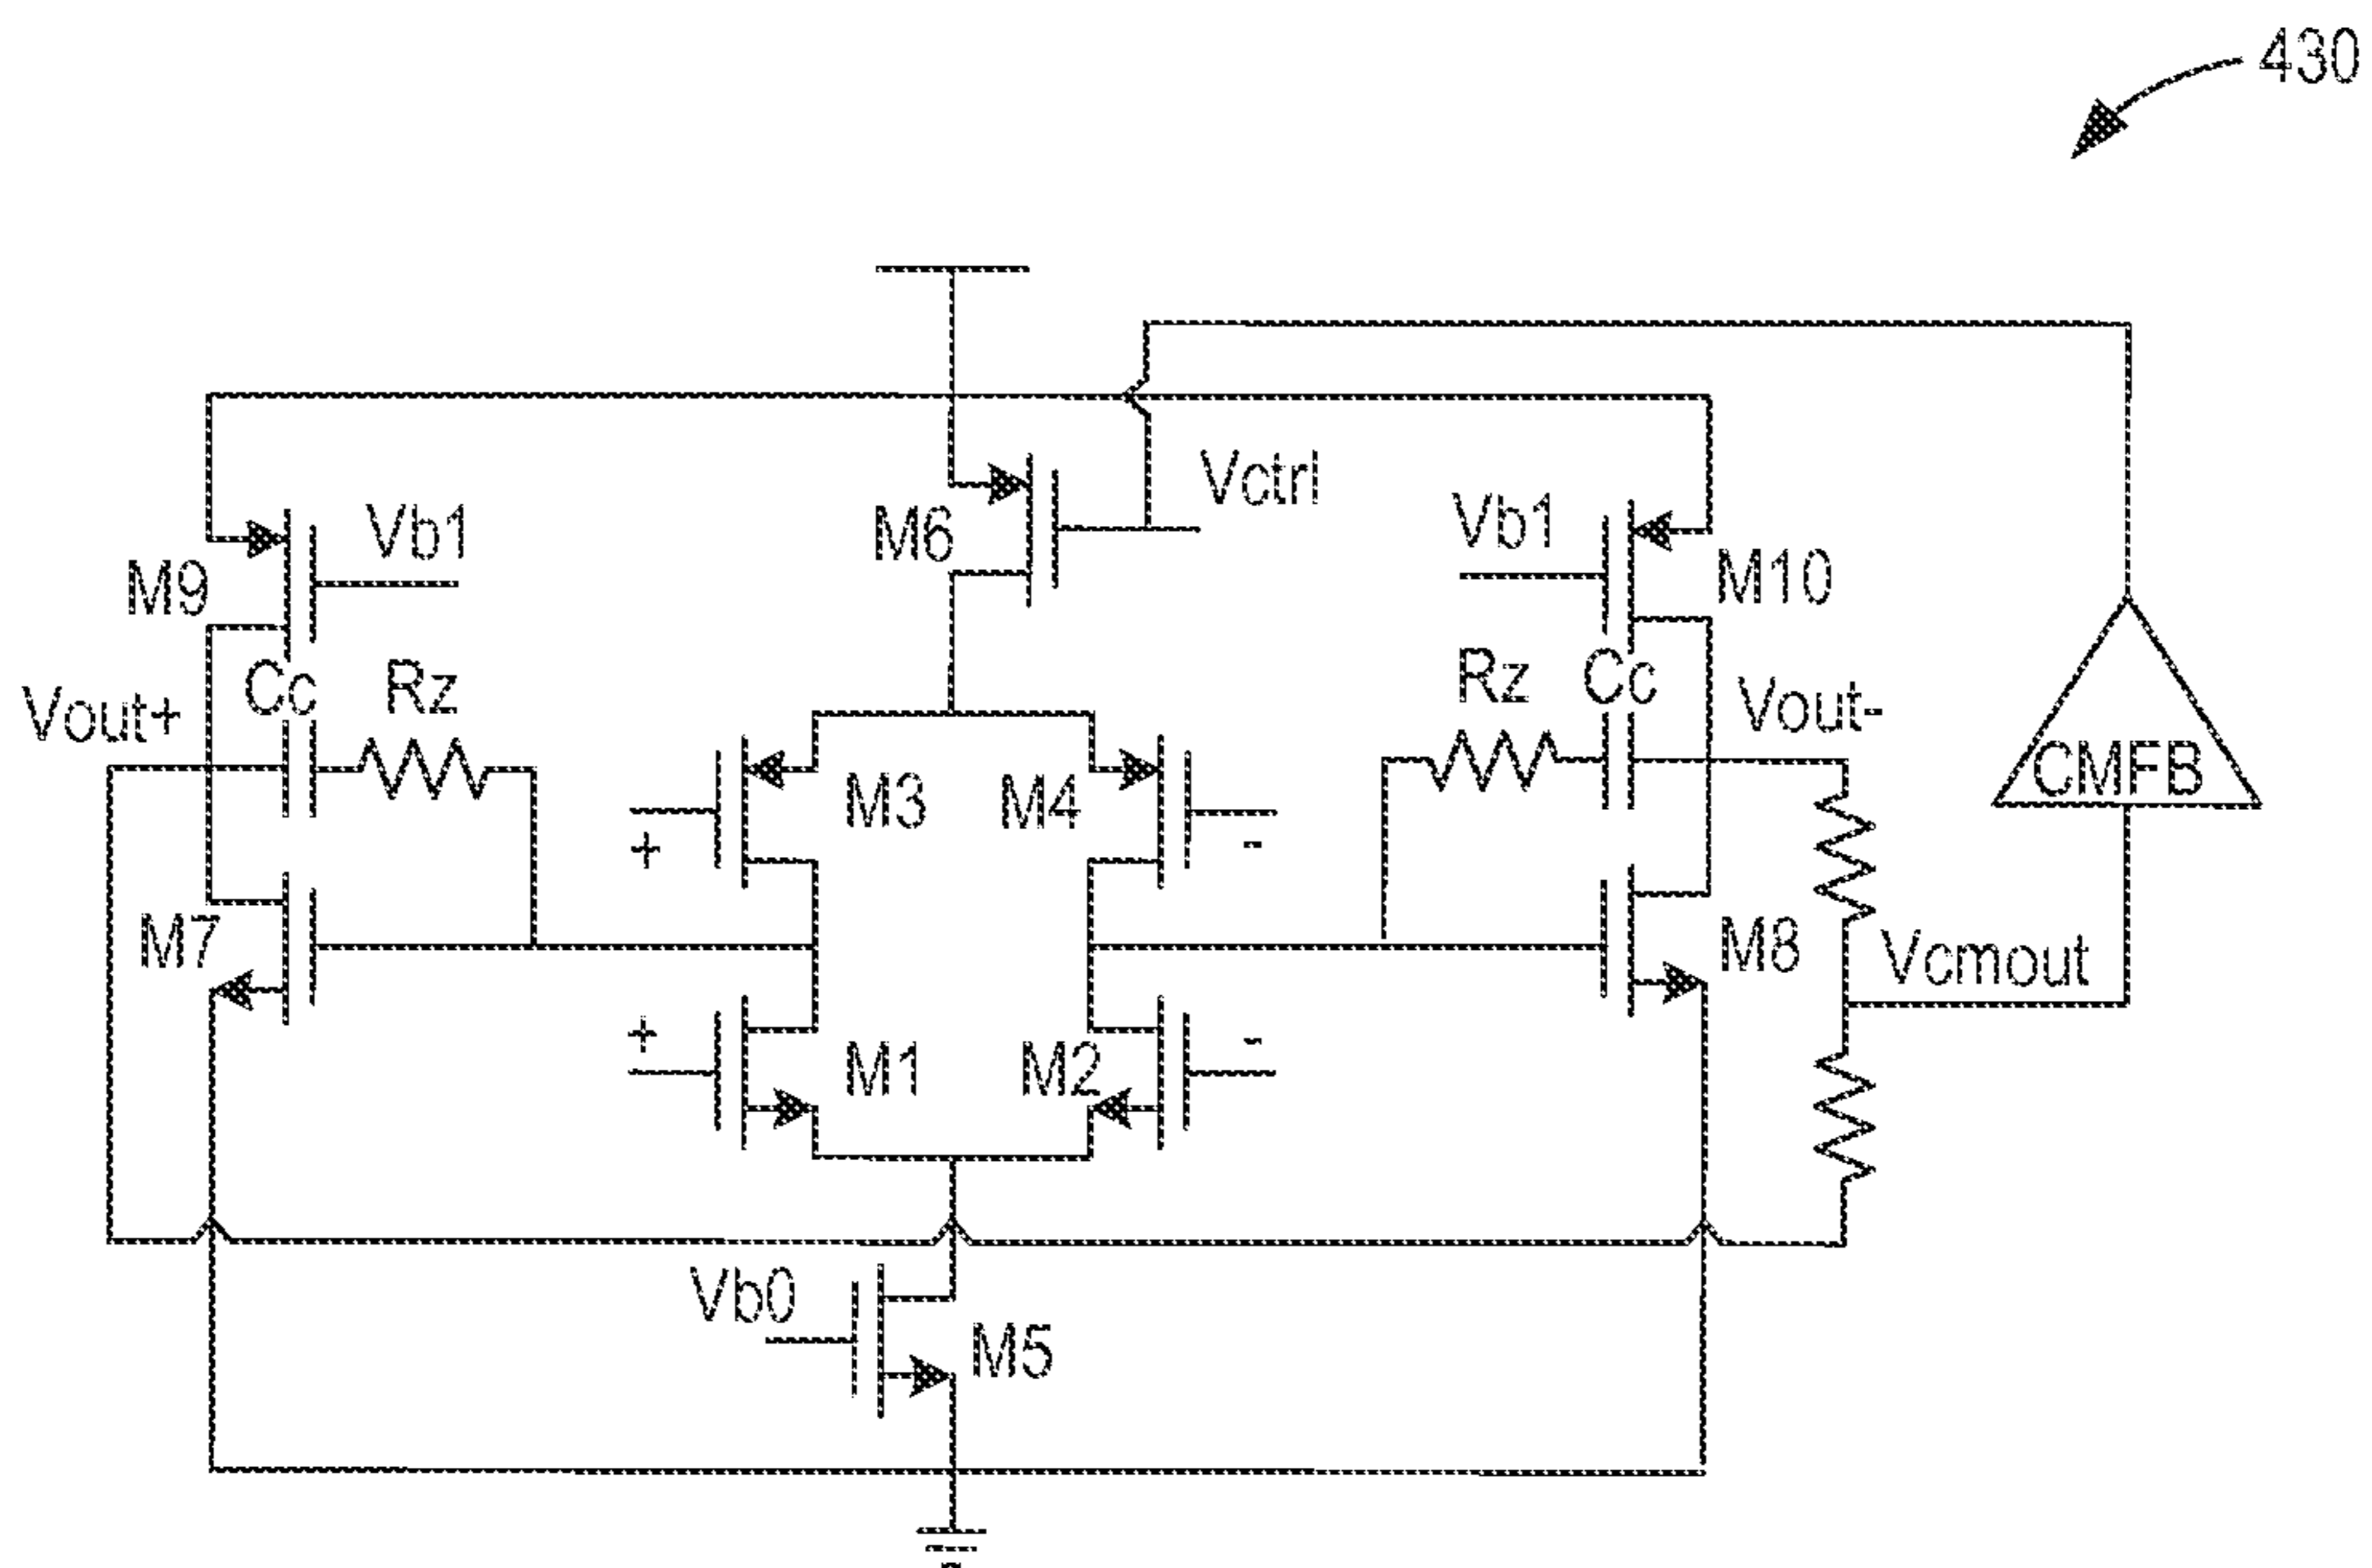 430
Vctrl
Vb1
Vb1
M6
M9
M10
Cc
Rz
Rz
Cc
Vout+
Vout-
CMFB
M3
M4
+
-
M7
M8
Vcmout
+
-
M1
M2
Vb0
M5